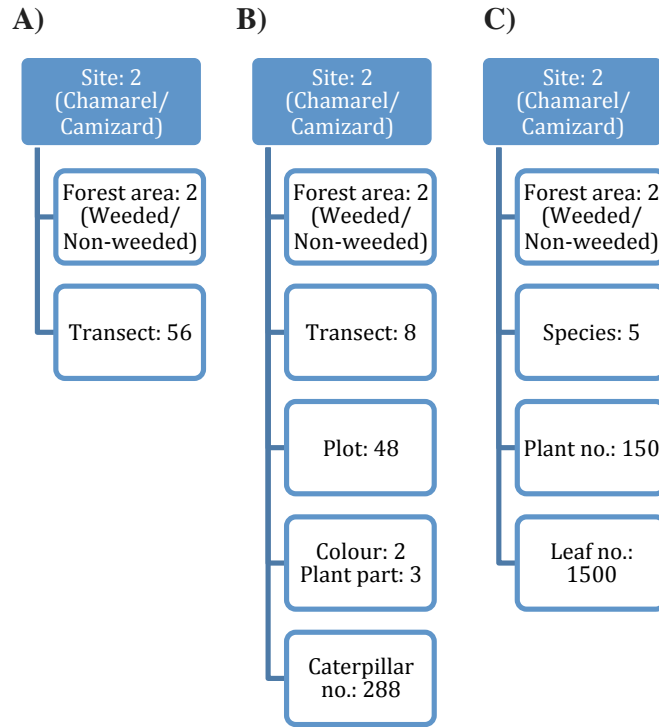 A)
Site: 2
(Chamarel/
Camizard)
Forest area: 2
(Weeded/
Non-weeded)
Transect: 56
B)
Site: 2
(Chamarel/
Camizard)
Forest area: 2
(Weeded/
Non-weeded)
Transect: 8
Plot: 48
Colour: 2
Plant part: 3
Caterpillar
no.: 288
C)
Site: 2
(Chamarel/
Camizard)
Forest area: 2
(Weeded/
Non-weeded)
Species: 5
Plant no.: 150
Leaf no.:
1500